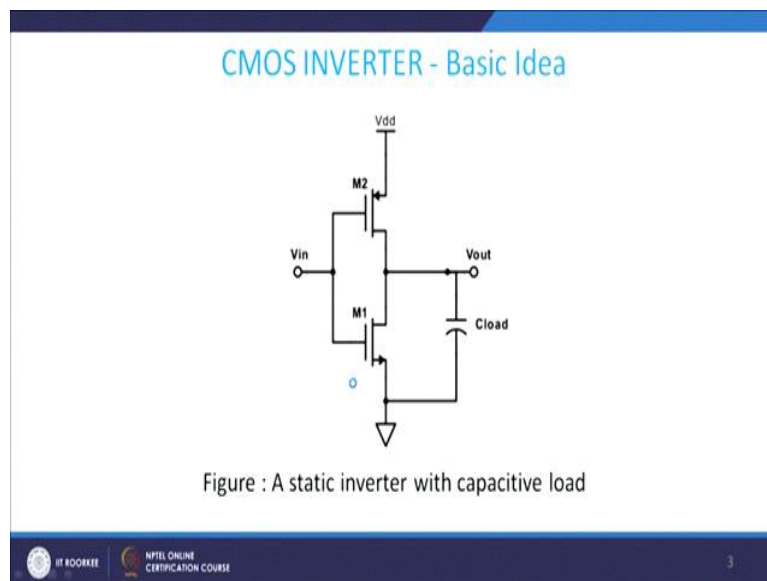 CMOS INVERTER - Basic Idea
Vdd
M2
Vin
Vout
M1
Cload
Figure : A static inverter with capacitive load
IIT ROORKEE
NPTEL ONLINE
CERTIFICATION COURSE
3